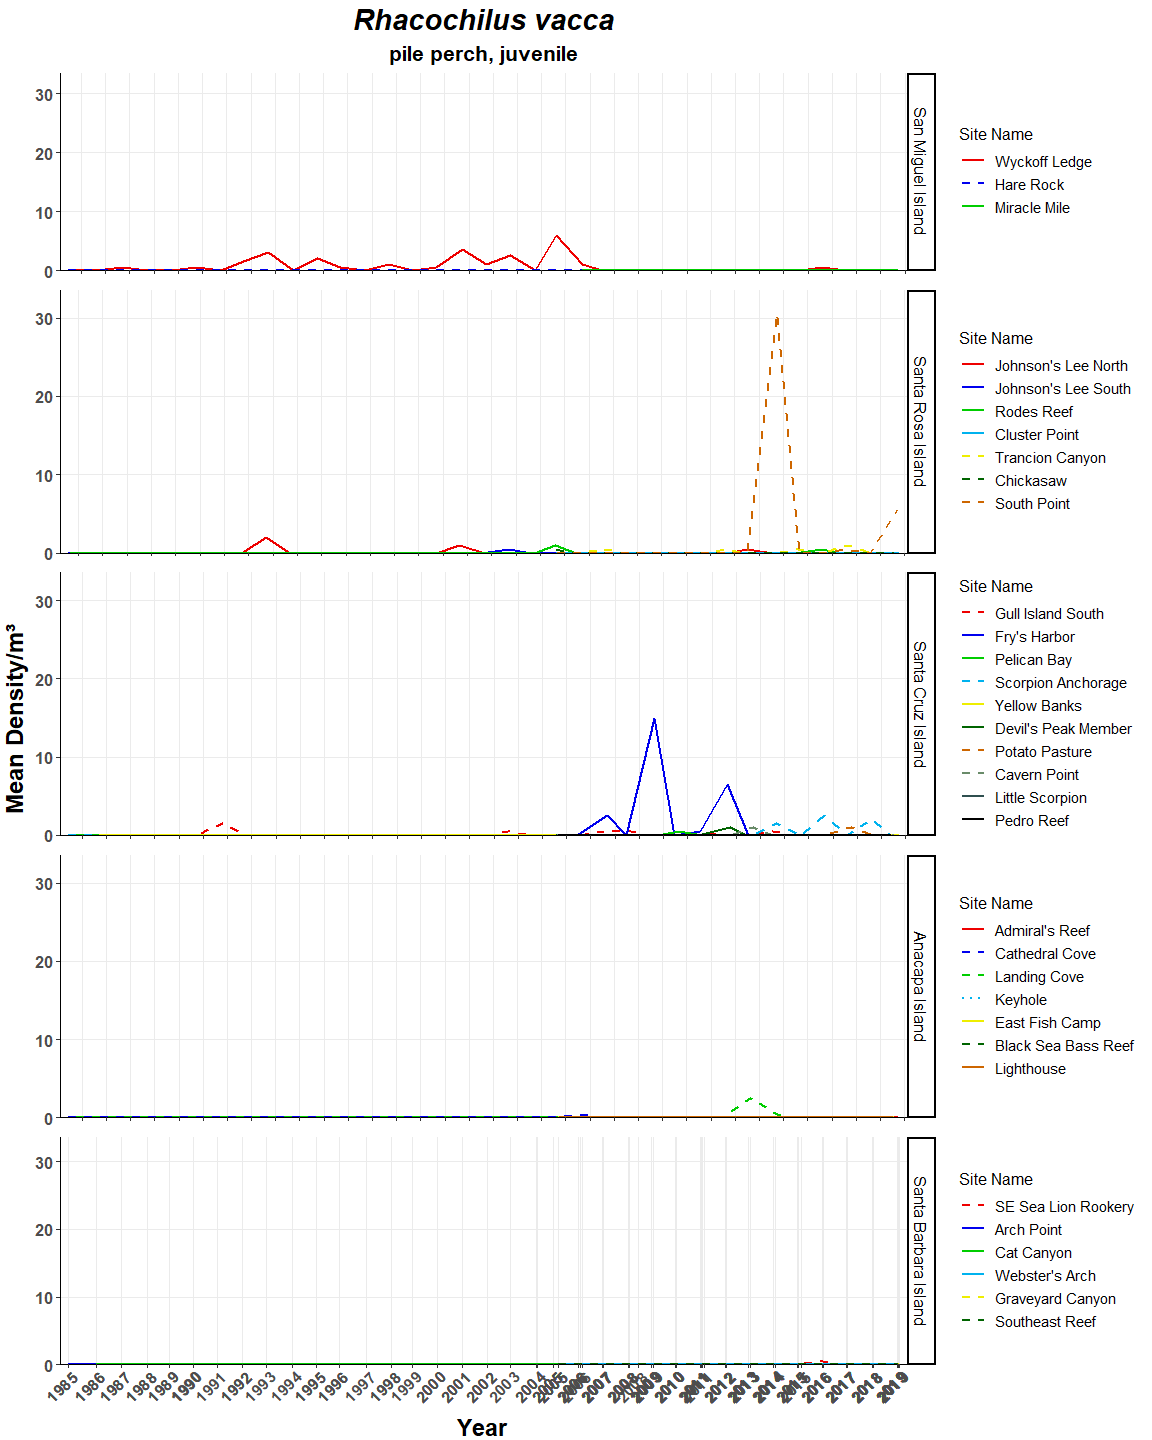 Rhacochilus vacca
pile perch, juvenile
Mean Density/m³
30
20
10
0
San Miguel Island
Site Name
Wyckoff Ledge
Hare Rock
Miracle Mile
30
20
10
0
Santa Rosa Island
Site Name
Johnson's Lee North
Johnson's Lee South
Rodes Reef
Cluster Point
Trancion Canyon
Chickasaw
South Point
30
20
10
0
Santa Cruz Island
Site Name
Gull Island South
Fry's Harbor
Pelican Bay
Scorpion Anchorage
Yellow Banks
Devil's Peak Member
Potato Pasture
Cavern Point
Little Scorpion
Pedro Reef
30
20
10
0
Anacapa Island
Site Name
Admiral's Reef
Cathedral Cove
Landing Cove
Keyhole
East Fish Camp
Black Sea Bass Reef
Lighthouse
30
20
10
0
Santa Barbara Island
Site Name
SE Sea Lion Rookery
Arch Point
Cat Canyon
Webster's Arch
Graveyard Canyon
Southeast Reef
1985 1986 1987 1988 1989 1990 1991 1992 1993 1994 1995 1996 1997 1998 1999 2000 2001 2002 2003 2004 2005 2006 2007 2008 2009 2010 2011 2012 2013 2014 2015 2016 2017 2018 2019
Year